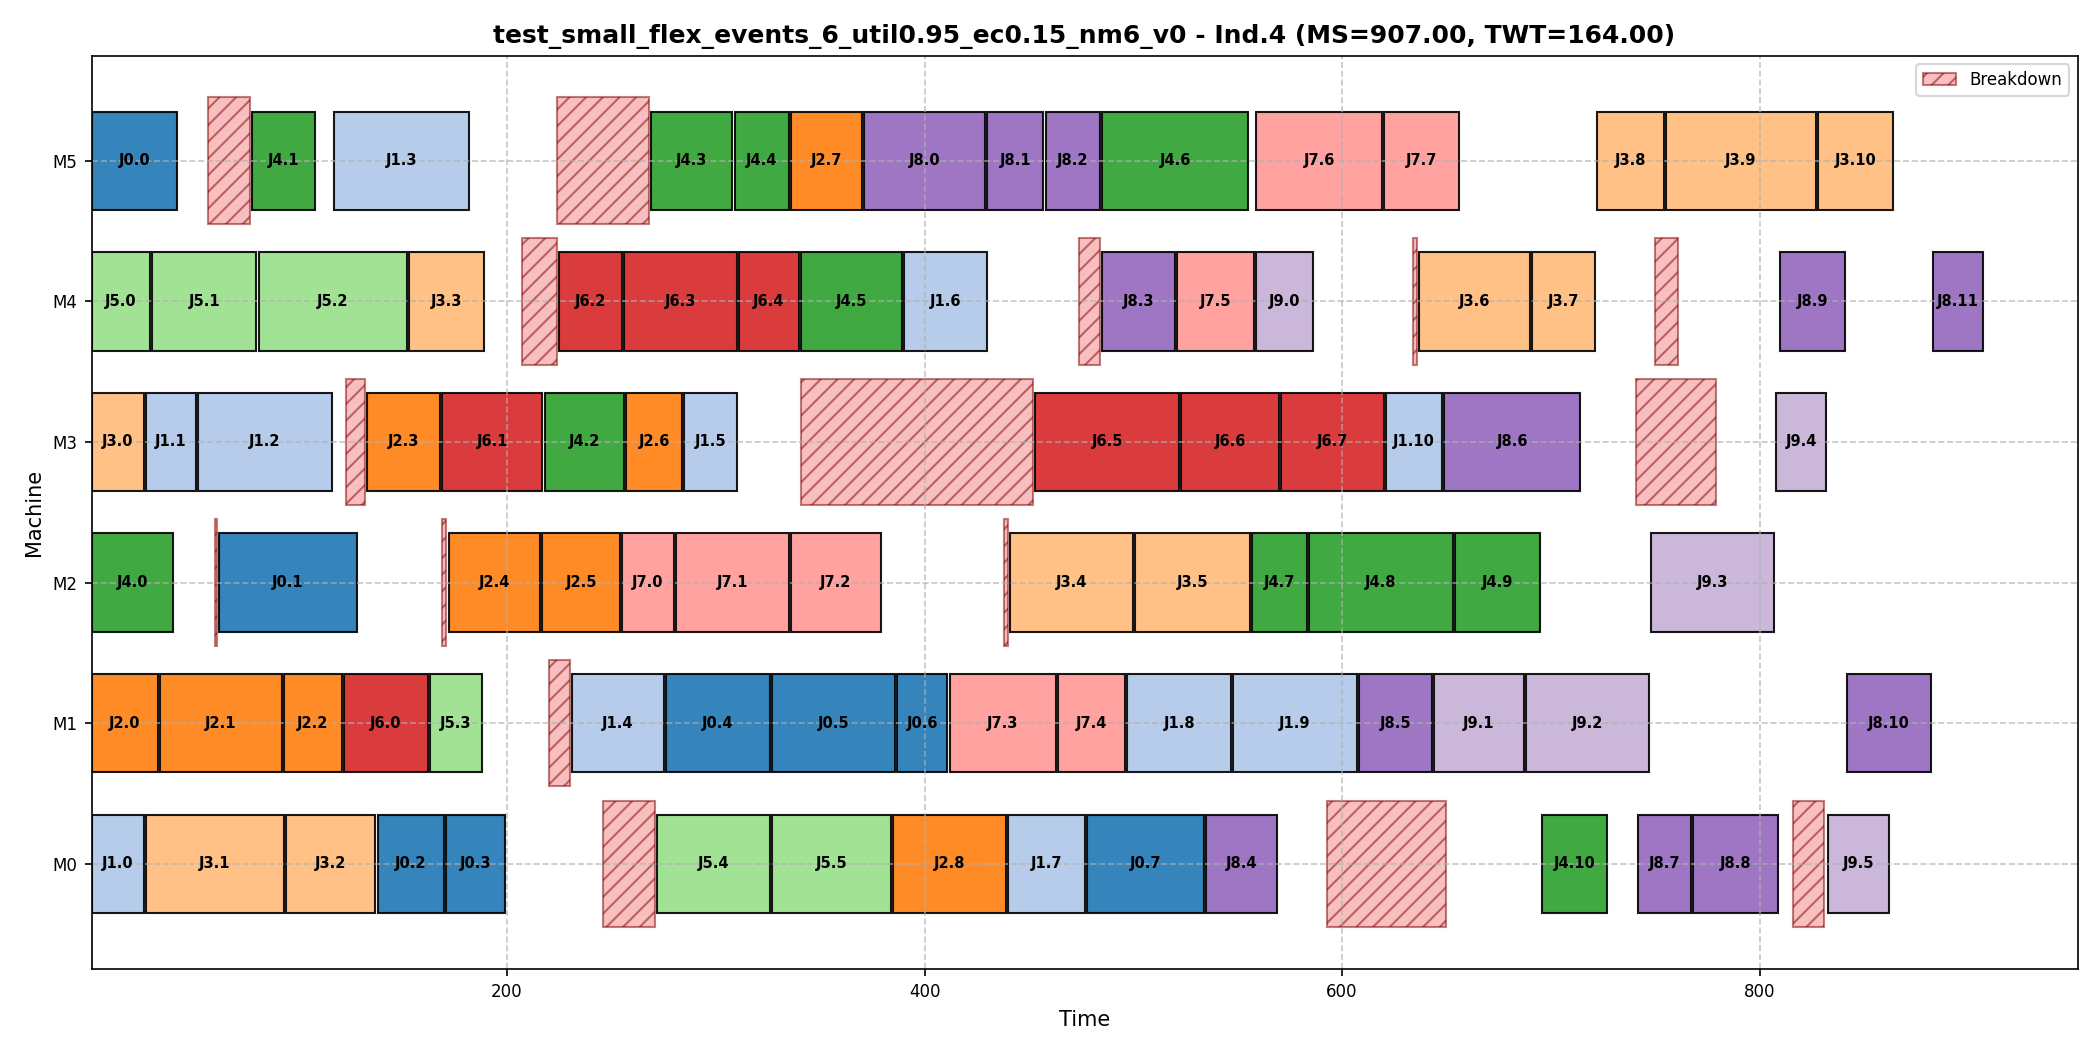 test_small_flex_events_6_util0.95_ec0.15_nm6_v0 - Ind.4 (MS=907.00, TWT=164.00)
Breakdown
M5 J0.0 J4.1 J1.3 J4.3 J4.4 J2.7 J8.0 J8.1 J8.2 J4.6 J7.6 J7.7 J3.8 J3.9 J3.10
M4 J5.0 J5.1 J5.2 J3.3 J6.2 J6.3 J6.4 J4.5 J1.6 J8.3 J7.5 J9.0 J3.6 J3.7 J8.9 J8.11
M3 J3.0 J1.1 J1.2 J2.3 J6.1 J4.2 J2.6 J1.5 J6.5 J6.6 J6.7 J1.10 J8.6 J9.4
M2 J4.0 J0.1 J2.4 J2.5 J7.0 J7.1 J7.2 J3.4 J3.5 J4.7 J4.8 J4.9 J9.3
M1 J2.0 J2.1 J2.2 J6.0 J5.3 J1.4 J0.4 J0.5 J0.6 J7.3 J7.4 J1.8 J1.9 J8.5 J9.1 J9.2 J8.10
M0 J1.0 J3.1 J3.2 J0.2 J0.3 J5.4 J5.5 J2.8 J1.7 J0.7 J8.4 J4.10 J8.7 J8.8 J9.5
Machine
200 400 600 800
Time